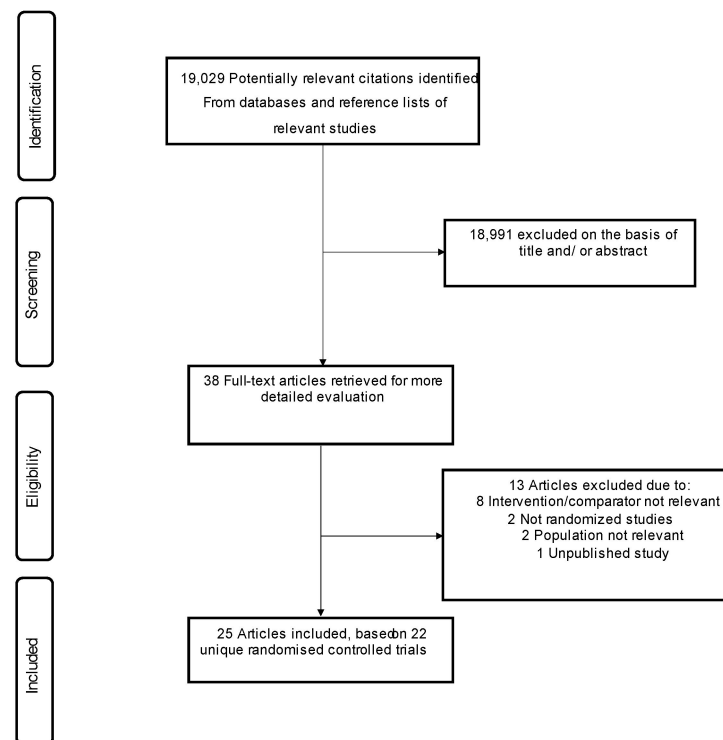 Identification
19,029 Potentially relevant citations identified
From databases and reference lists of
relevant studies
Screening
18,991 excluded on the basis of
title and/ or abstract
38 Full-text articles retrieved for more
detailed evaluation
Eligibility
13 Articles excluded due to:
8 Intervention/comparator not relevant
2 Not randomized studies
2 Population not relevant
1 Unpublished study
Included
25 Articles included, based on 22
unique randomised controlled trials